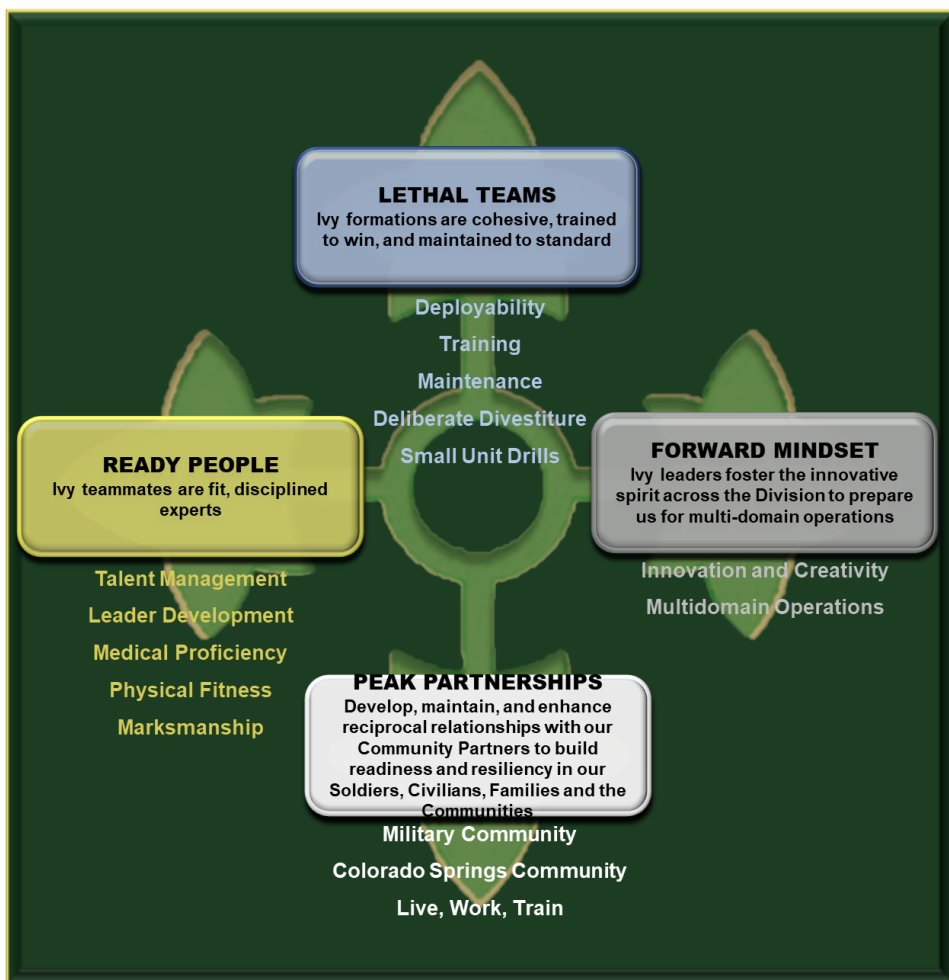 LETHAL TEAMS
Ivy formations are cohesive, trained
to win, and maintained to standard
Deployability
Training
Maintenance
Deliberate Divestiture
Small Unit Drills
READY PEOPLE
Ivy teammates are fit, disciplined
experts
Talent Management
Leader Development
Medical Proficiency
Physical Fitness
Marksmanship
FORWARD MINDSET
Ivy leaders foster the innovative
spirit across the Division to prepare
us for multi-domain operations
Innovation and Creativity
Multidomain Operations
PEAK PARTNERSHIPS
Develop, maintain, and enhance
reciprocal relationships with our
Community Partners to build
readiness and resiliency in our
Soldiers, Civilians, Families and the
Communities
Military Community
Colorado Springs Community
Live, Work, Train